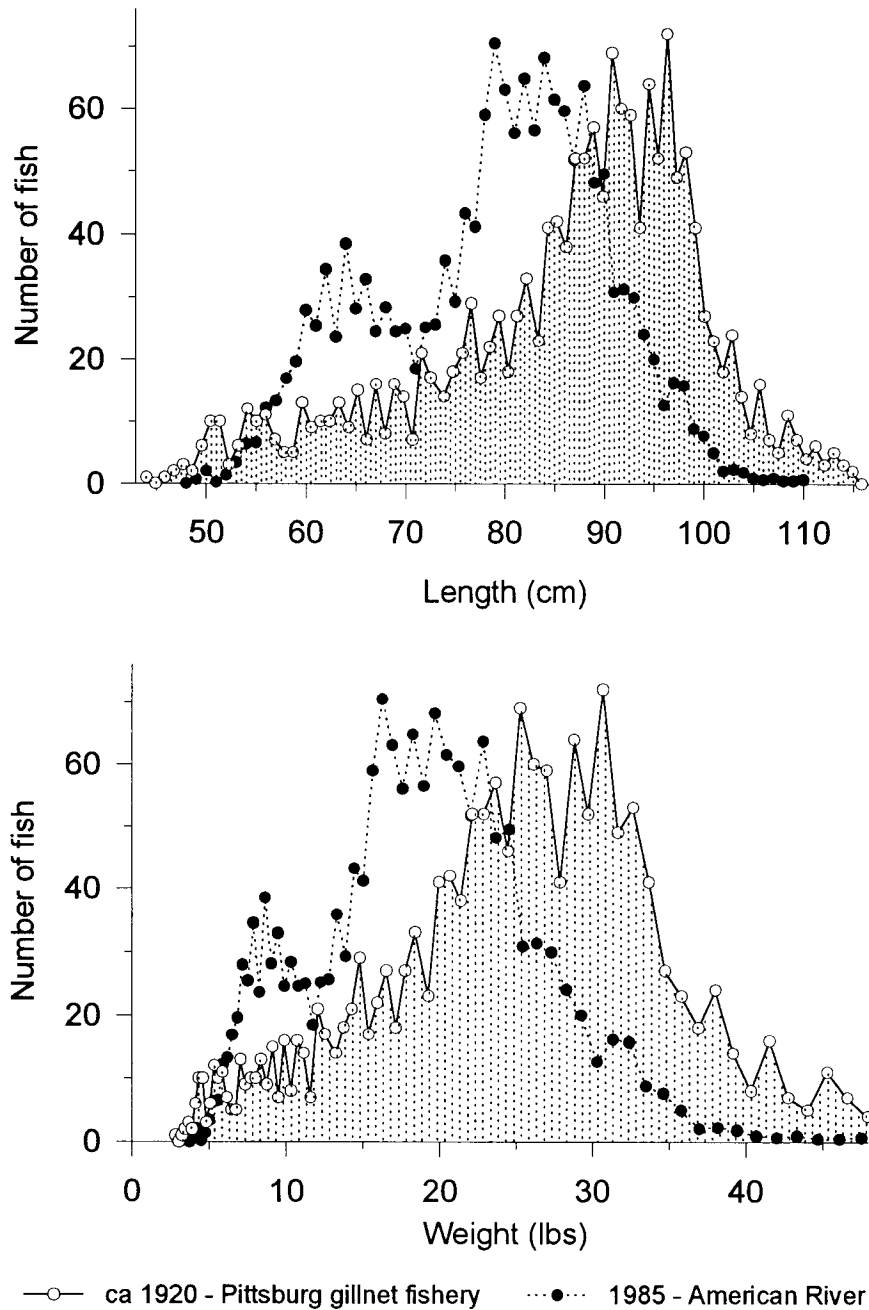 Number of fish
60
40
20
0
50 60 70 80 90 100 110
Length (cm)
Number of fish
60
40
20
0
0 10 20 30 40
Weight (lbs)
ca 1920 - Pittsburg gillnet fishery 1985 - American River